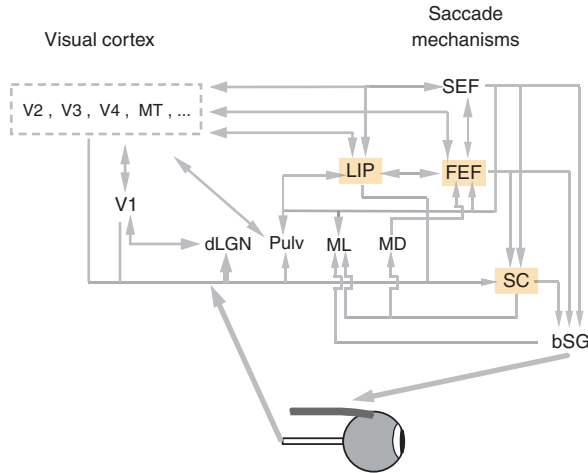 Saccade
mechanisms
Visual cortex
SEF
V2 , V3 , V4 , MT , ...
LIP
FEF
V1
dLGN
Pulv
ML
MD
SC
bSG